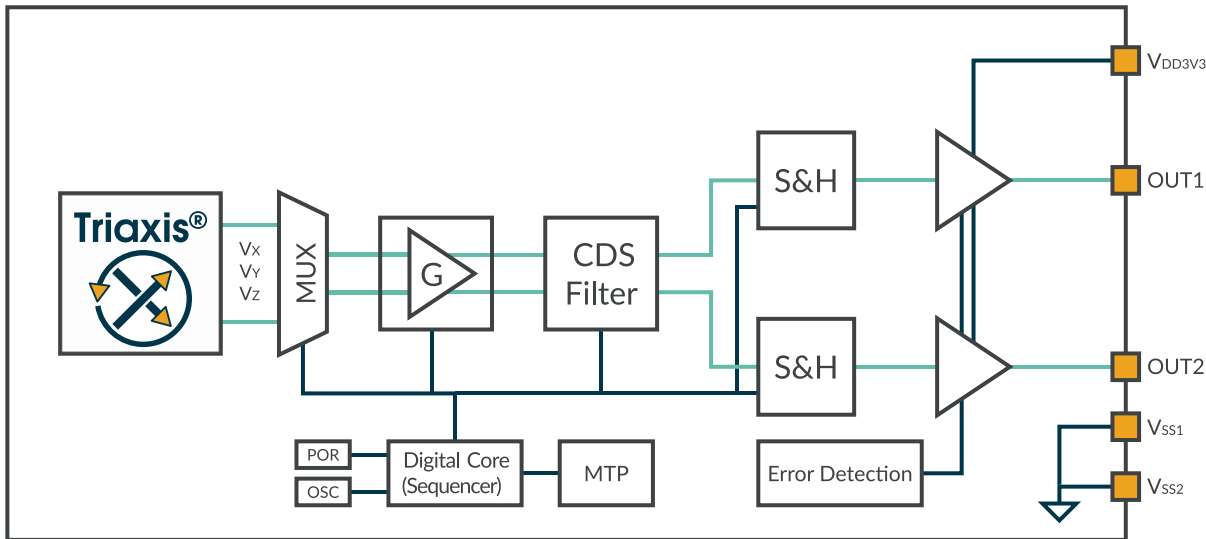 VDD3V3
S&H
OUT1
Triaxis®
VX
VY
VZ
MUX
G
CDS
Filter
S&H
OUT2
VSS1
POR
OSC
Digital Core
(Sequencer)
MTP
Error Detection
VSS2